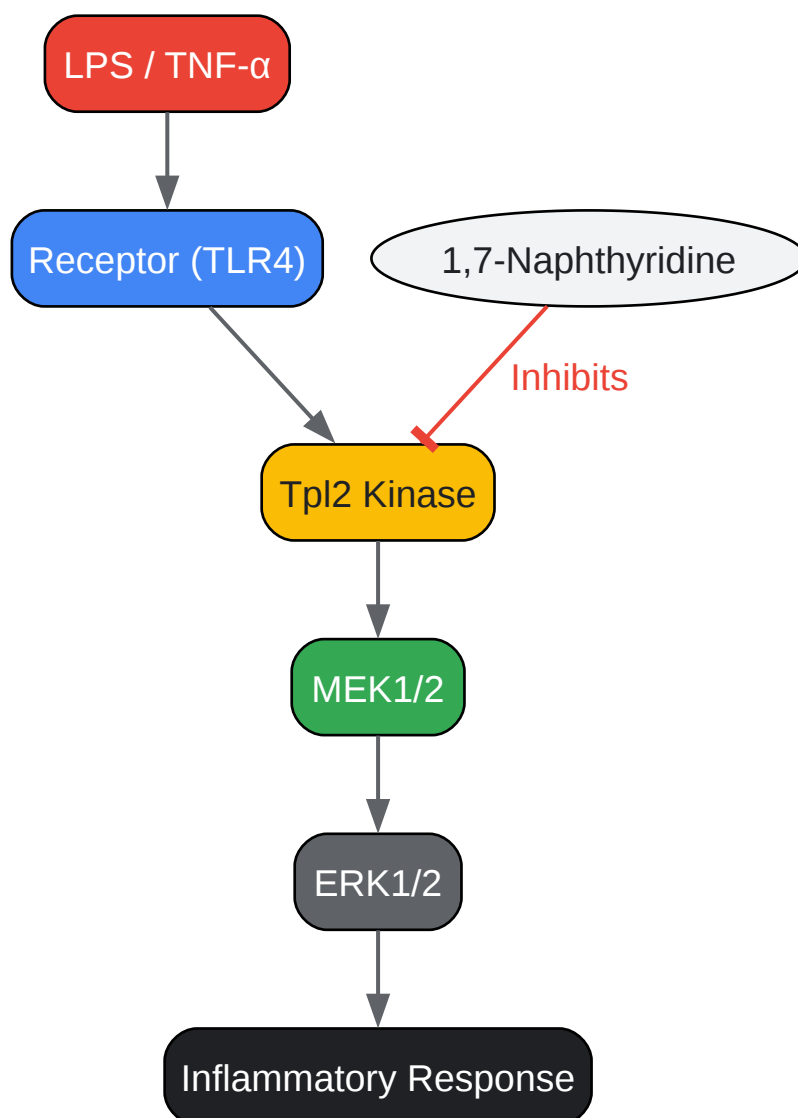 LPS / TNF-α
Receptor (TLR4)
1,7-Naphthyridine
Inhibits
Tpl2 Kinase
MEK1/2
ERK1/2
Inflammatory Response